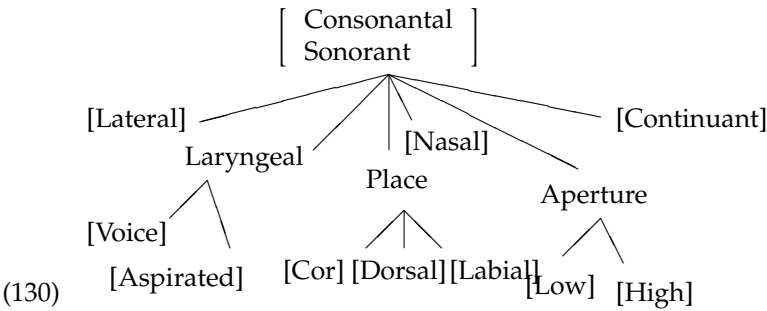 Consonantal
Sonorant
[Lateral]
[Continuant]
[Nasal]
Laryngeal
Place
Aperture
[Voice]
[Cor] [Dorsal] [Labial] [Low] [High]
[Aspirated]
(130)